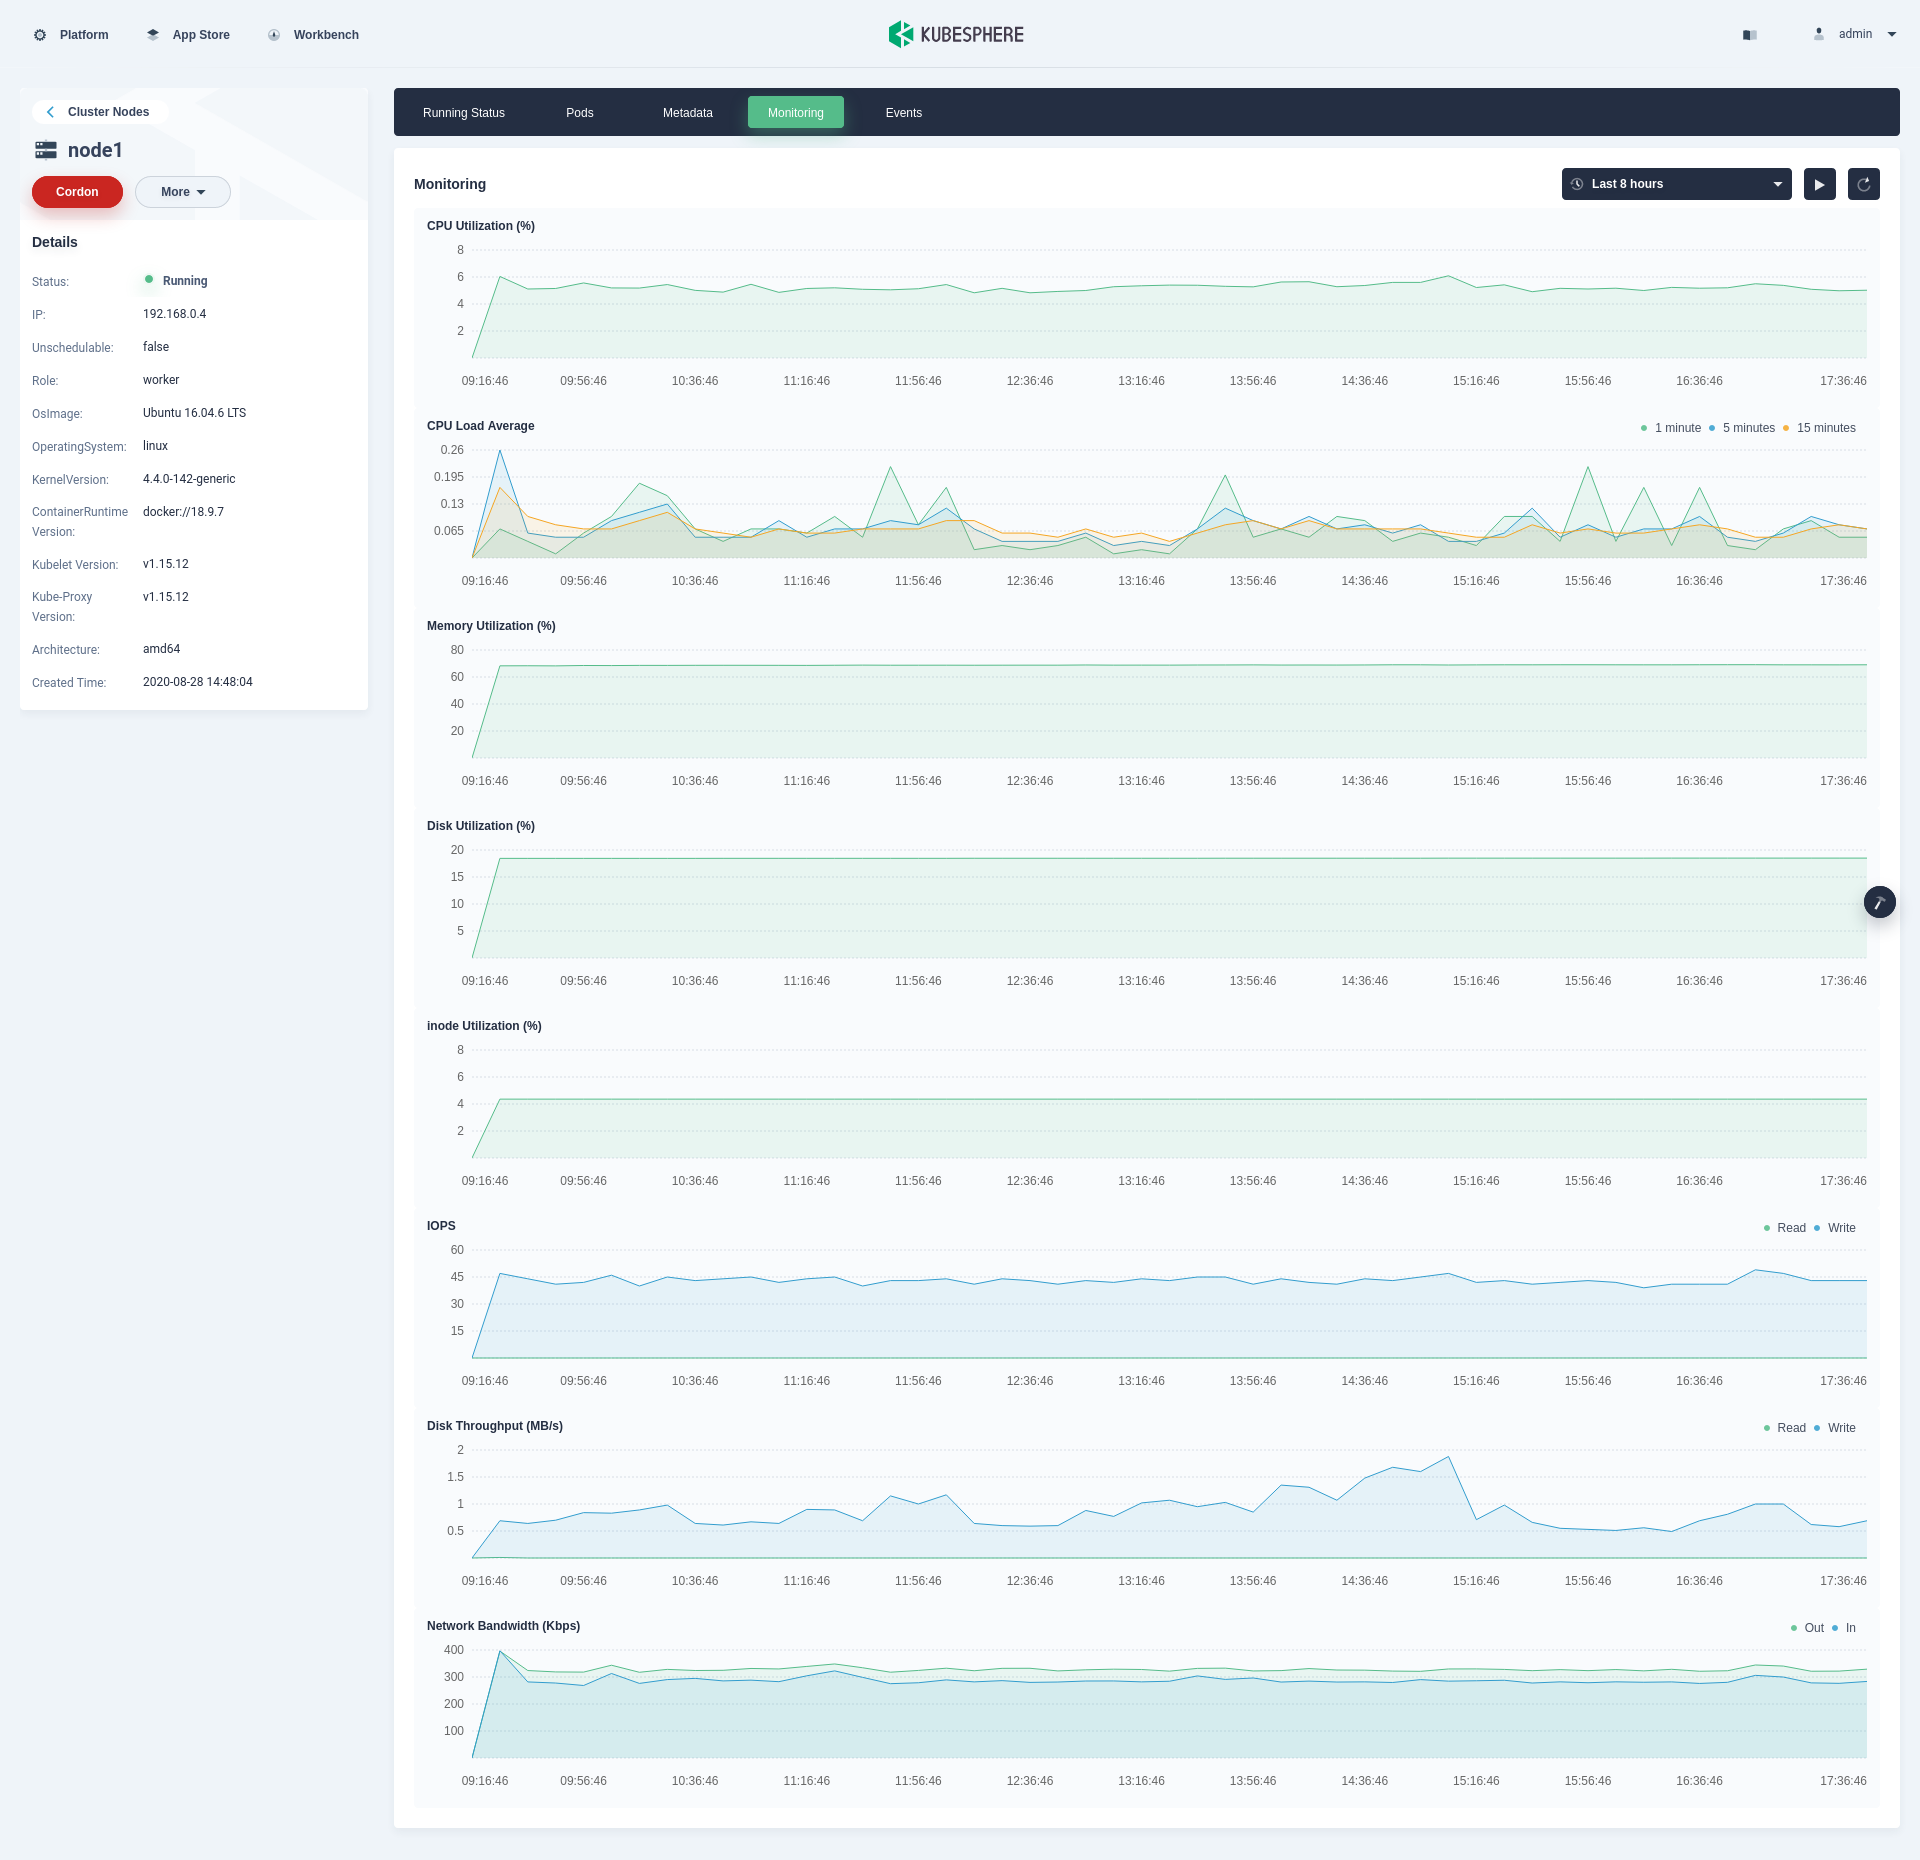 Platform App Store Workbench KUBESPHERE admin
Cluster Nodes
node1
Cordon More
Details
Status: Running
IP: 192.168.0.4
Unschedulable: false
Role: worker
OsImage: Ubuntu 16.04.6 LTS
OperatingSystem: linux
KernelVersion: 4.4.0-142-generic
ContainerRuntime docker://18.9.7
Version:
Kubelet Version: v1.15.12
Kube-Proxy v1.15.12
Version:
Architecture: amd64
Created Time: 2020-08-28 14:48:04
Running Status Pods Metadata Monitoring Events
Monitoring Last 8 hours
CPU Utilization (%)
8
6
4
2
09:16:46 09:56:46 10:36:46 11:16:46 11:56:46 12:36:46 13:16:46 13:56:46 14:36:46 15:16:46 15:56:46 16:36:46 17:36:46
CPU Load Average 1 minute 5 minutes 15 minutes
0.26
0.195
0.13
0.065
09:16:46 09:56:46 10:36:46 11:16:46 11:56:46 12:36:46 13:16:46 13:56:46 14:36:46 15:16:46 15:56:46 16:36:46 17:36:46
Memory Utilization (%)
80
60
40
20
09:16:46 09:56:46 10:36:46 11:16:46 11:56:46 12:36:46 13:16:46 13:56:46 14:36:46 15:16:46 15:56:46 16:36:46 17:36:46
Disk Utilization (%)
20
15
10
5
09:16:46 09:56:46 10:36:46 11:16:46 11:56:46 12:36:46 13:16:46 13:56:46 14:36:46 15:16:46 15:56:46 16:36:46 17:36:46
inode Utilization (%)
8
6
4
2
09:16:46 09:56:46 10:36:46 11:16:46 11:56:46 12:36:46 13:16:46 13:56:46 14:36:46 15:16:46 15:56:46 16:36:46 17:36:46
IOPS Read Write
60
45
30
15
09:16:46 09:56:46 10:36:46 11:16:46 11:56:46 12:36:46 13:16:46 13:56:46 14:36:46 15:16:46 15:56:46 16:36:46 17:36:46
Disk Throughput (MB/s) Read Write
2
1.5
1
0.5
09:16:46 09:56:46 10:36:46 11:16:46 11:56:46 12:36:46 13:16:46 13:56:46 14:36:46 15:16:46 15:56:46 16:36:46 17:36:46
Network Bandwidth (Kbps) Out In
400
300
200
100
09:16:46 09:56:46 10:36:46 11:16:46 11:56:46 12:36:46 13:16:46 13:56:46 14:36:46 15:16:46 15:56:46 16:36:46 17:36:46